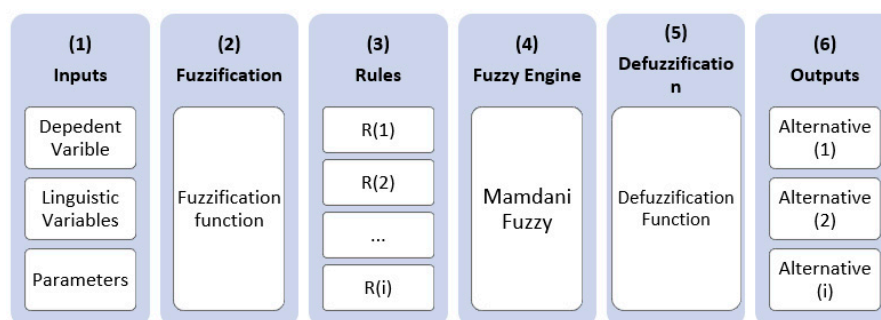 (1)
Inputs
Depedent
Varible
Linguistic
Variables
Parameters
(2)
Fuzzification
Fuzzification
function
(3)
Rules
R(1)
R(2)
...
R(i)
(4)
Fuzzy Engine
Mamdani
Fuzzy
(5)
Defuzzificatio
n
Defuzzification
Function
(6)
Outputs
Alternative
(1)
Alternative
(2)
Alternative
(i)